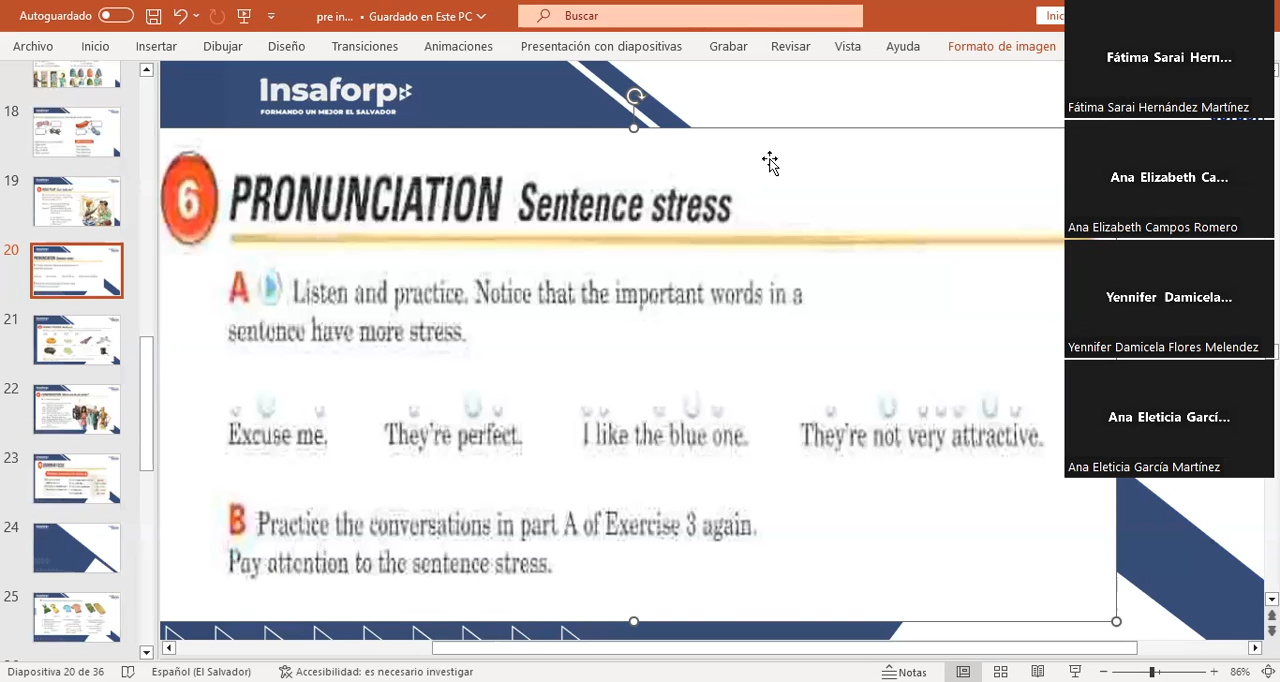 Autoguardado pre in... • Guardado en Este PC Buscar Inic
Archivo Inicio Insertar Dibujar Diseño Transiciones Animaciones Presentación con diapositivas Grabar Revisar Vista Ayuda Formato de imagen
Insaforp
FORMANDO UN MEJOR EL SALVADOR
6 PRONUNCATION Sentence stress
A Listen and practice. Notice that the important words in a
sentence have more stress.
Excuse me. They're perfect. I like the blue one. They're not very attractive.
B Practice the conversations in part A of Exercise 3 again.
Pay attention to the sentence stress.
18
19
20
21
22
23
24
25
Fátima Sarai Hern...
Fátima Sarai Hernández Martínez
Ana Elizabeth Ca...
Ana Elizabeth Campos Romero
Yennifer Damicela...
Yennifer Damicela Flores Melendez
Ana Eleticia Garcí...
Ana Eleticia García Martínez
Diapositiva 20 de 36 Español (El Salvador) Accesibilidad: es necesario investigar Notas 86%